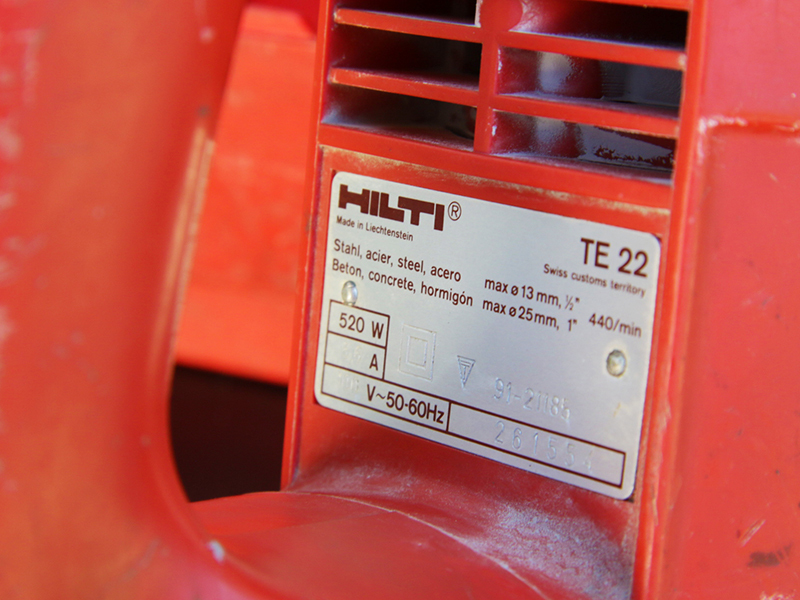 HILTI®
Made in Liechtenstein
TE 22
Swiss customs territory
Stahl, acier, steel, acero max ø 13 mm, ½"
Beton, concrete, hormigón max ø 25 mm, 1" 440/min
520 W
A
V~50-60Hz